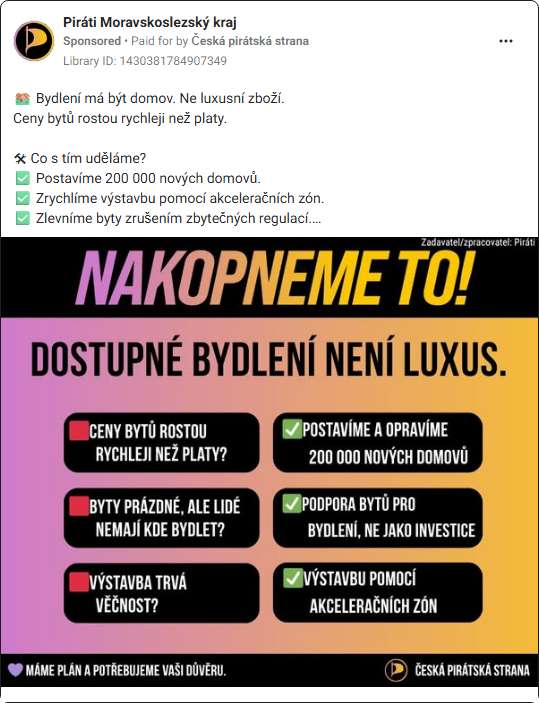 Piráti Moravskoslezský kraj
Sponsored • Paid for by Česká pirátská strana
Library ID: 1430381784907349
Bydlení má být domov. Ne luxusní zboží.
Ceny bytů rostou rychleji než platy.
🛠 Co s tím uděláme?
✅ Postavíme 200 000 nových domovů.
✅ Zrychlíme výstavbu pomocí akceleračních zón.
✅ Zlevníme byty zrušením zbytečných regulací....
Zadavatel/zpracovatel: Piráti
NAKOPNEME TO!
DOSTUPNÉ BYDLENÍ NENÍ LUXUS.
🟥CENY BYTŮ ROSTOU
RYCHLEJI NEŽ PLATY?
✅POSTAVÍME A OPRAVÍME
200 000 NOVÝCH DOMOVŮ
🟥BYTY PRÁZDNÉ, ALE LIDÉ
NEMAJÍ KDE BYDLET?
✅PODPORA BYTŮ PRO
BYDLENÍ, NE JAKO INVESTICE
🟥VÝSTAVBA TRVÁ
VĚČNOST?
✅VÝSTAVBU POMOCÍ
AKCELERAČNÍCH ZÓN
💜 MÁME PLÁN A POTŘEBUJEME VAŠI DŮVĚRU.
ČESKÁ PIRÁTSKÁ STRANA